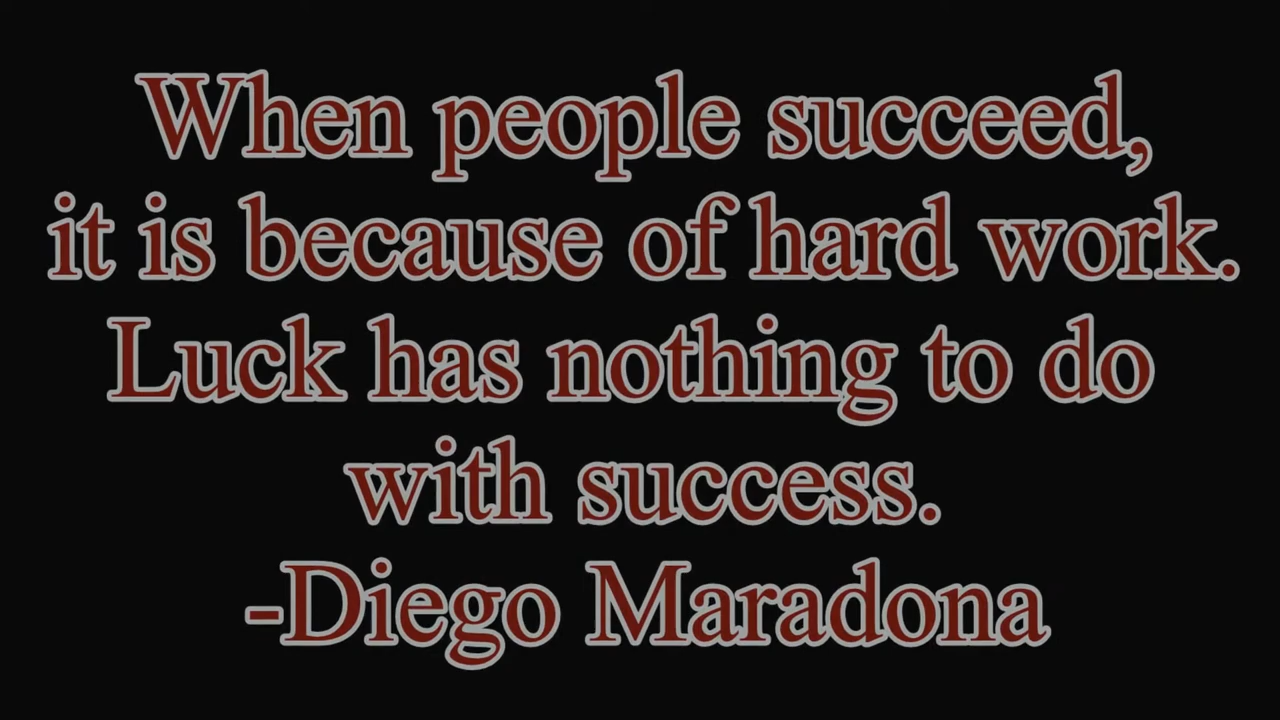 When people succeed,
it is because of hard work.
Luck has nothing to do
with success.
-Diego Maradona